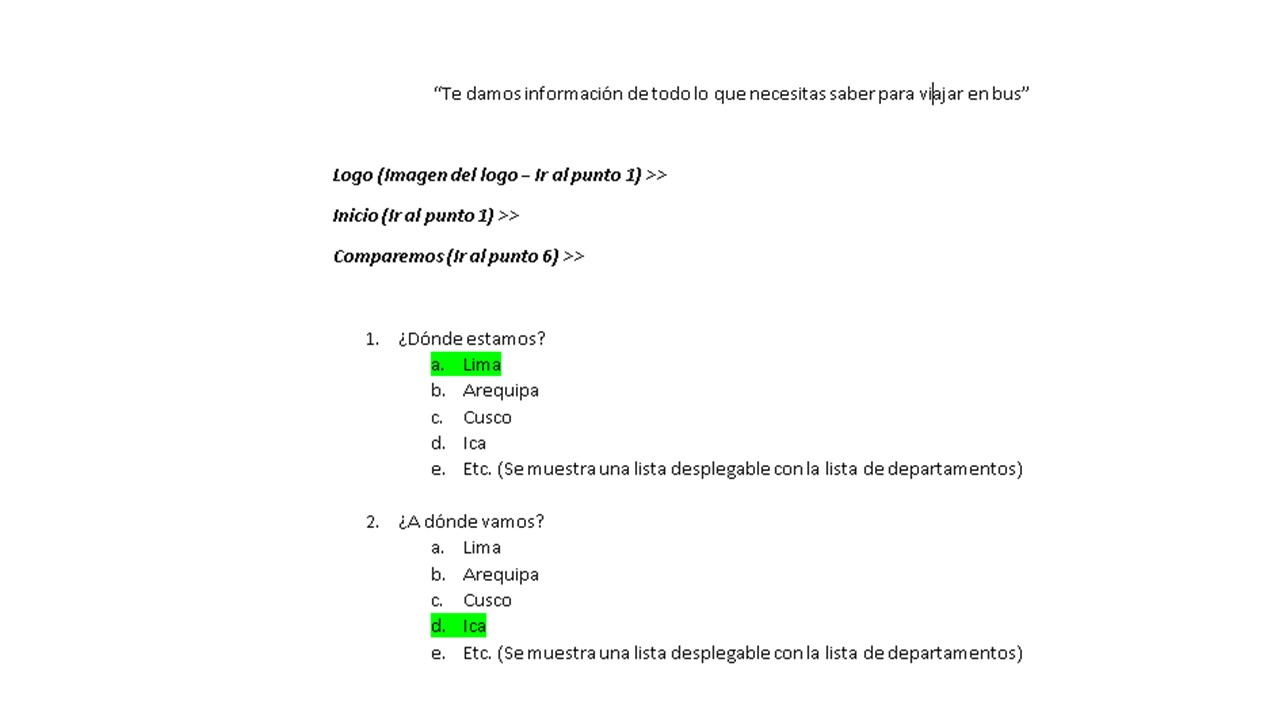 “Te damos información de todo lo que necesitas saber para viajar en bus”
Logo (Imagen del logo – Ir al punto 1) >>
Inicio (Ir al punto 1) >>
Comparemos (Ir al punto 6) >>
1. ¿Dónde estamos?
a. Lima
b. Arequipa
c. Cusco
d. Ica
e. Etc. (Se muestra una lista desplegable con la lista de departamentos)
2. ¿A dónde vamos?
a. Lima
b. Arequipa
c. Cusco
d. Ica
e. Etc. (Se muestra una lista desplegable con la lista de departamentos)